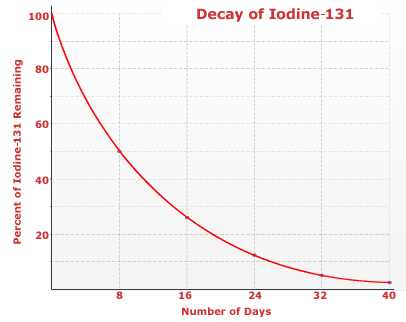 Decay of Iodine-131
Percent of Iodine-131 Remaining
100
80
60
40
20
8 16 24 32 40
Number of Days